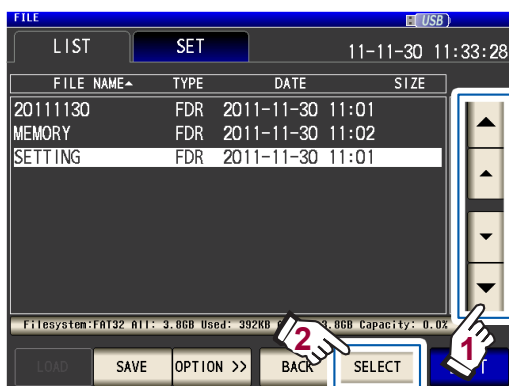 FILE USB
LIST SET 11-11-30 11:33:28
FILE NAME TYPE DATE SIZE
20111130 FDR 2011-11-30 11:01
MEMORY FDR 2011-11-30 11:02
SETTING FDR 2011-11-30 11:01
Filesystem:FAT32 All: 3.8GB Used: 392KB 3.8GB Capacity: 0.0%
2
1
LOAD SAVE OPTION >> BACK SELECT